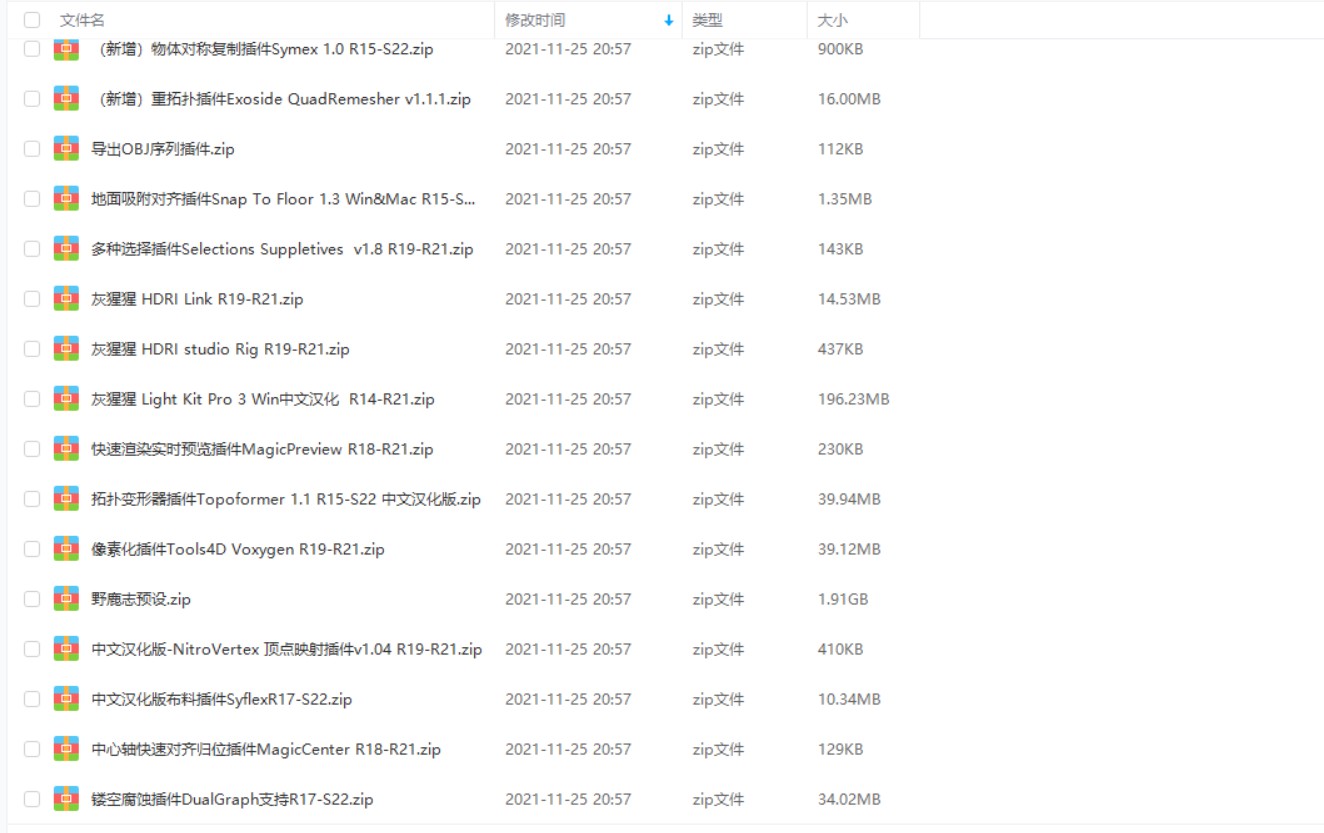 文件名 修改时间 类型 大小
（新增）物体对称复制插件Symex 1.0 R15-S22.zip 2021-11-25 20:57 zip文件 900KB
（新增）重拓扑插件Exoside QuadRemesher v1.1.1.zip 2021-11-25 20:57 zip文件 16.00MB
导出OBJ序列插件.zip 2021-11-25 20:57 zip文件 112KB
地面吸附对齐插件Snap To Floor 1.3 Win&Mac R15-S... 2021-11-25 20:57 zip文件 1.35MB
多种选择插件Selections Suppletives  v1.8 R19-R21.zip 2021-11-25 20:57 zip文件 143KB
灰猩猩 HDRI Link R19-R21.zip 2021-11-25 20:57 zip文件 14.53MB
灰猩猩 HDRI studio Rig R19-R21.zip 2021-11-25 20:57 zip文件 437KB
灰猩猩 Light Kit Pro 3 Win中文汉化  R14-R21.zip 2021-11-25 20:57 zip文件 196.23MB
快速渲染实时预览插件MagicPreview R18-R21.zip 2021-11-25 20:57 zip文件 230KB
拓扑变形器插件Topoformer 1.1 R15-S22 中文汉化版.zip 2021-11-25 20:57 zip文件 39.94MB
像素化插件Tools4D Voxygen R19-R21.zip 2021-11-25 20:57 zip文件 39.12MB
野鹿志预设.zip 2021-11-25 20:57 zip文件 1.91GB
中文汉化版-NitroVertex 顶点映射插件v1.04 R19-R21.zip 2021-11-25 20:57 zip文件 410KB
中文汉化版布料插件SyflexR17-S22.zip 2021-11-25 20:57 zip文件 10.34MB
中心轴快速对齐归位插件MagicCenter R18-R21.zip 2021-11-25 20:57 zip文件 129KB
镂空腐蚀插件DualGraph支持R17-S22.zip 2021-11-25 20:57 zip文件 34.02MB